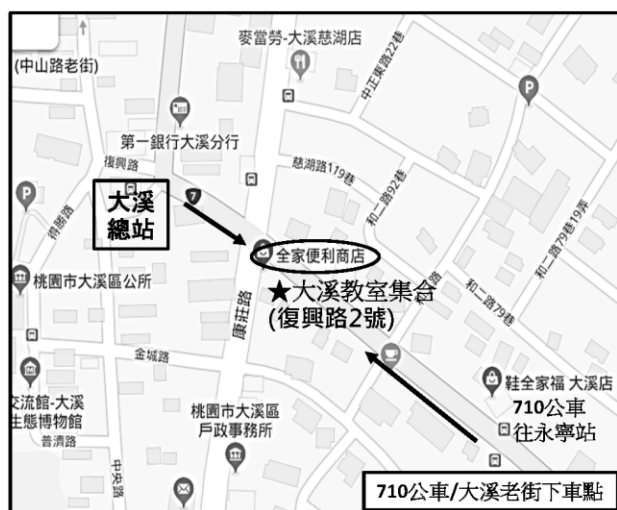 麥當勞-大溪慈湖店
(中山路老街)
中正東路22巷
第一銀行大溪分行
復興路
慈湖路119巷
和二路92巷
和二路79巷19弄
大溪
總站
7
得勝路
全家便利商店
桃園市大溪區公所
★大溪教室集合
(復興路2號)
康莊路
和二路79巷
金城路
交流館-大溪
生態博物館
普濟路
中央路
桃園市大溪區
戶政事務所
鞋全家福 大溪店
710公車
往永寧站
710公車/大溪老街下車點